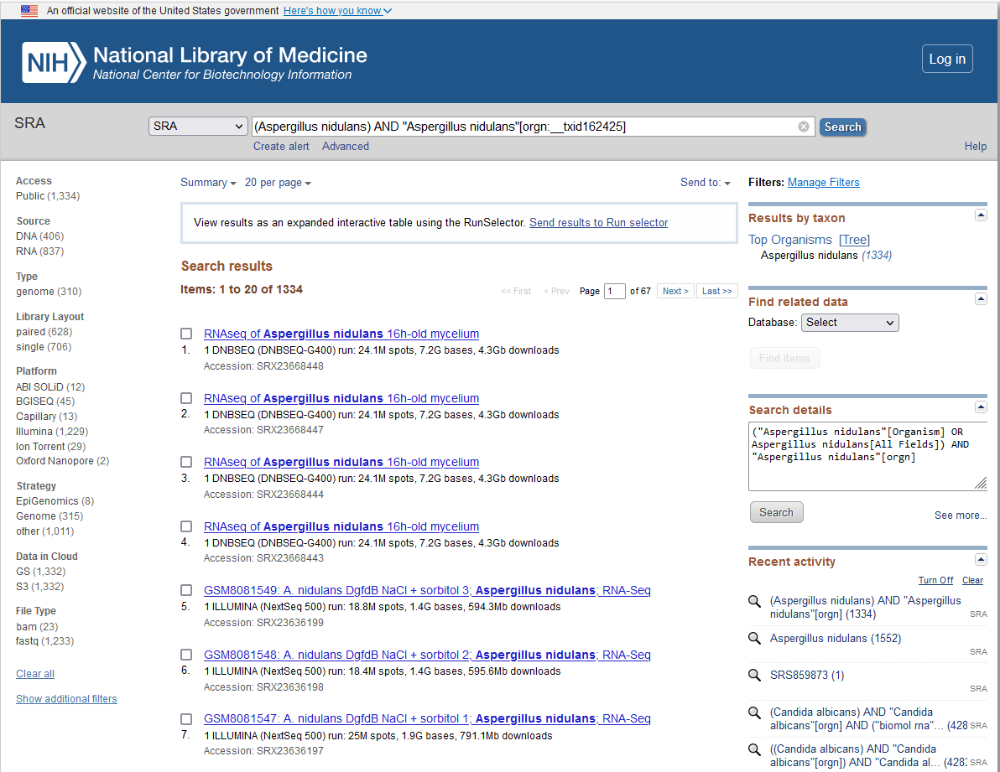 An official website of the United States government Here's how you know
NIH National Library of Medicine
National Center for Biotechnology Information
Log in
SRA
SRA
(Aspergillus nidulans) AND "Aspergillus nidulans"[orgn:__txid162425]
Search
Create alert Advanced
Help
Access
Public (1,334)
Source
DNA (406)
RNA (837)
Type
genome (310)
Library Layout
paired (628)
single (706)
Platform
ABI SOLiD (12)
BGISEQ (45)
Capillary (13)
Illumina (1,229)
Ion Torrent (29)
Oxford Nanopore (2)
Strategy
EpiGenomics (8)
Genome (315)
other (1,011)
Data in Cloud
GS (1,332)
S3 (1,332)
File Type
bam (23)
fastq (1,233)
Clear all
Show additional filters
Summary 20 per page Send to:
View results as an expanded interactive table using the RunSelector. Send results to Run selector
Search results
Items: 1 to 20 of 1334
<< First < Prev Page 1 of 67 Next > Last >>
RNAseq of Aspergillus nidulans 16h-old mycelium
1. 1 DNBSEQ (DNBSEQ-G400) run: 24.1M spots, 7.2G bases, 4.3Gb downloads
Accession: SRX23668448
RNAseq of Aspergillus nidulans 16h-old mycelium
2. 1 DNBSEQ (DNBSEQ-G400) run: 24.1M spots, 7.2G bases, 4.3Gb downloads
Accession: SRX23668447
RNAseq of Aspergillus nidulans 16h-old mycelium
3. 1 DNBSEQ (DNBSEQ-G400) run: 24.1M spots, 7.2G bases, 4.3Gb downloads
Accession: SRX23668444
RNAseq of Aspergillus nidulans 16h-old mycelium
4. 1 DNBSEQ (DNBSEQ-G400) run: 24.1M spots, 7.2G bases, 4.3Gb downloads
Accession: SRX23668443
GSM8081549: A. nidulans DgfdB NaCl + sorbitol 3; Aspergillus nidulans; RNA-Seq
5. 1 ILLUMINA (NextSeq 500) run: 18.8M spots, 1.4G bases, 594.3Mb downloads
Accession: SRX23636199
GSM8081548: A. nidulans DgfdB NaCl + sorbitol 2; Aspergillus nidulans; RNA-Seq
6. 1 ILLUMINA (NextSeq 500) run: 18.4M spots, 1.4G bases, 595.6Mb downloads
Accession: SRX23636198
GSM8081547: A. nidulans DgfdB NaCl + sorbitol 1; Aspergillus nidulans; RNA-Seq
7. 1 ILLUMINA (NextSeq 500) run: 25M spots, 1.9G bases, 791.1Mb downloads
Accession: SRX23636197
Filters: Manage Filters
Results by taxon
Top Organisms [Tree]
Aspergillus nidulans (1334)
Find related data
Database: Select
Find items
Search details
("Aspergillus nidulans"[Organism] OR
Aspergillus nidulans[All Fields]) AND
"Aspergillus nidulans"[orgn]
Search
See more...
Recent activity
Turn Off Clear
(Aspergillus nidulans) AND "Aspergillus
nidulans"[orgn] (1334)
SRA
Aspergillus nidulans (1552)
SRA
SRS859873 (1)
SRA
(Candida albicans) AND "Candida
albicans"[orgn] AND ("biomol rna"... (428 SRA
((Candida albicans) AND "Candida
albicans"[orgn]) AND "Candida al... (428 SRA